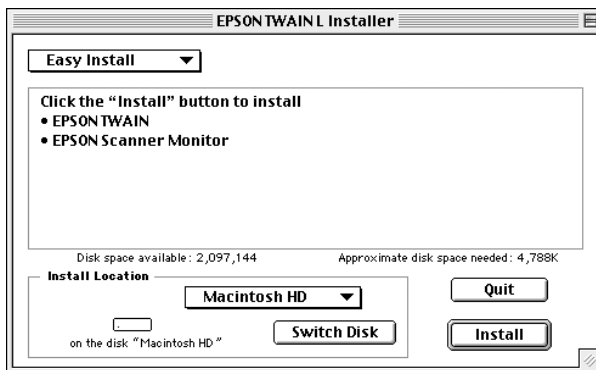 EPSON TWAIN L Installer
Easy Install
Click the “Install” button to install
• EPSON TWAIN
• EPSON Scanner Monitor
Disk space available: 2,097,144 Approximate disk space needed: 4,788K
Install Location
Macintosh HD
Quit
on the disk “Macintosh HD”
Switch Disk
Install